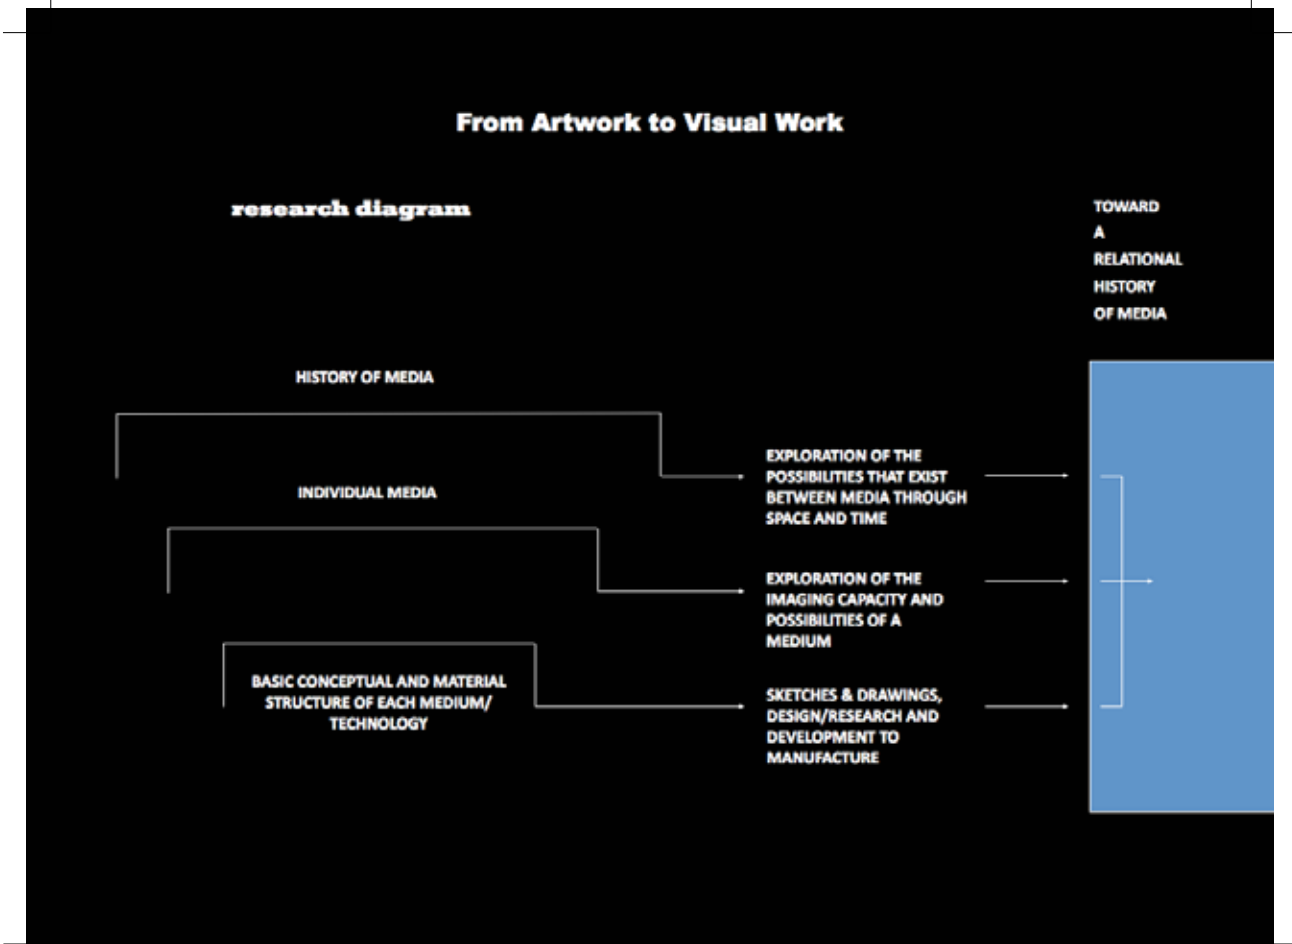 From Artwork to Visual Work
research diagram
TOWARD
A
RELATIONAL
HISTORY
OF MEDIA
HISTORY OF MEDIA
EXPLORATION OF THE
POSSIBILITIES THAT EXIST
BETWEEN MEDIA THROUGH
SPACE AND TIME
INDIVIDUAL MEDIA
EXPLORATION OF THE
IMAGING CAPACITY AND
POSSIBILITIES OF A
MEDIUM
BASIC CONCEPTUAL AND MATERIAL
STRUCTURE OF EACH MEDIUM/
TECHNOLOGY
SKETCHES & DRAWINGS,
DESIGN/RESEARCH AND
DEVELOPMENT TO
MANUFACTURE